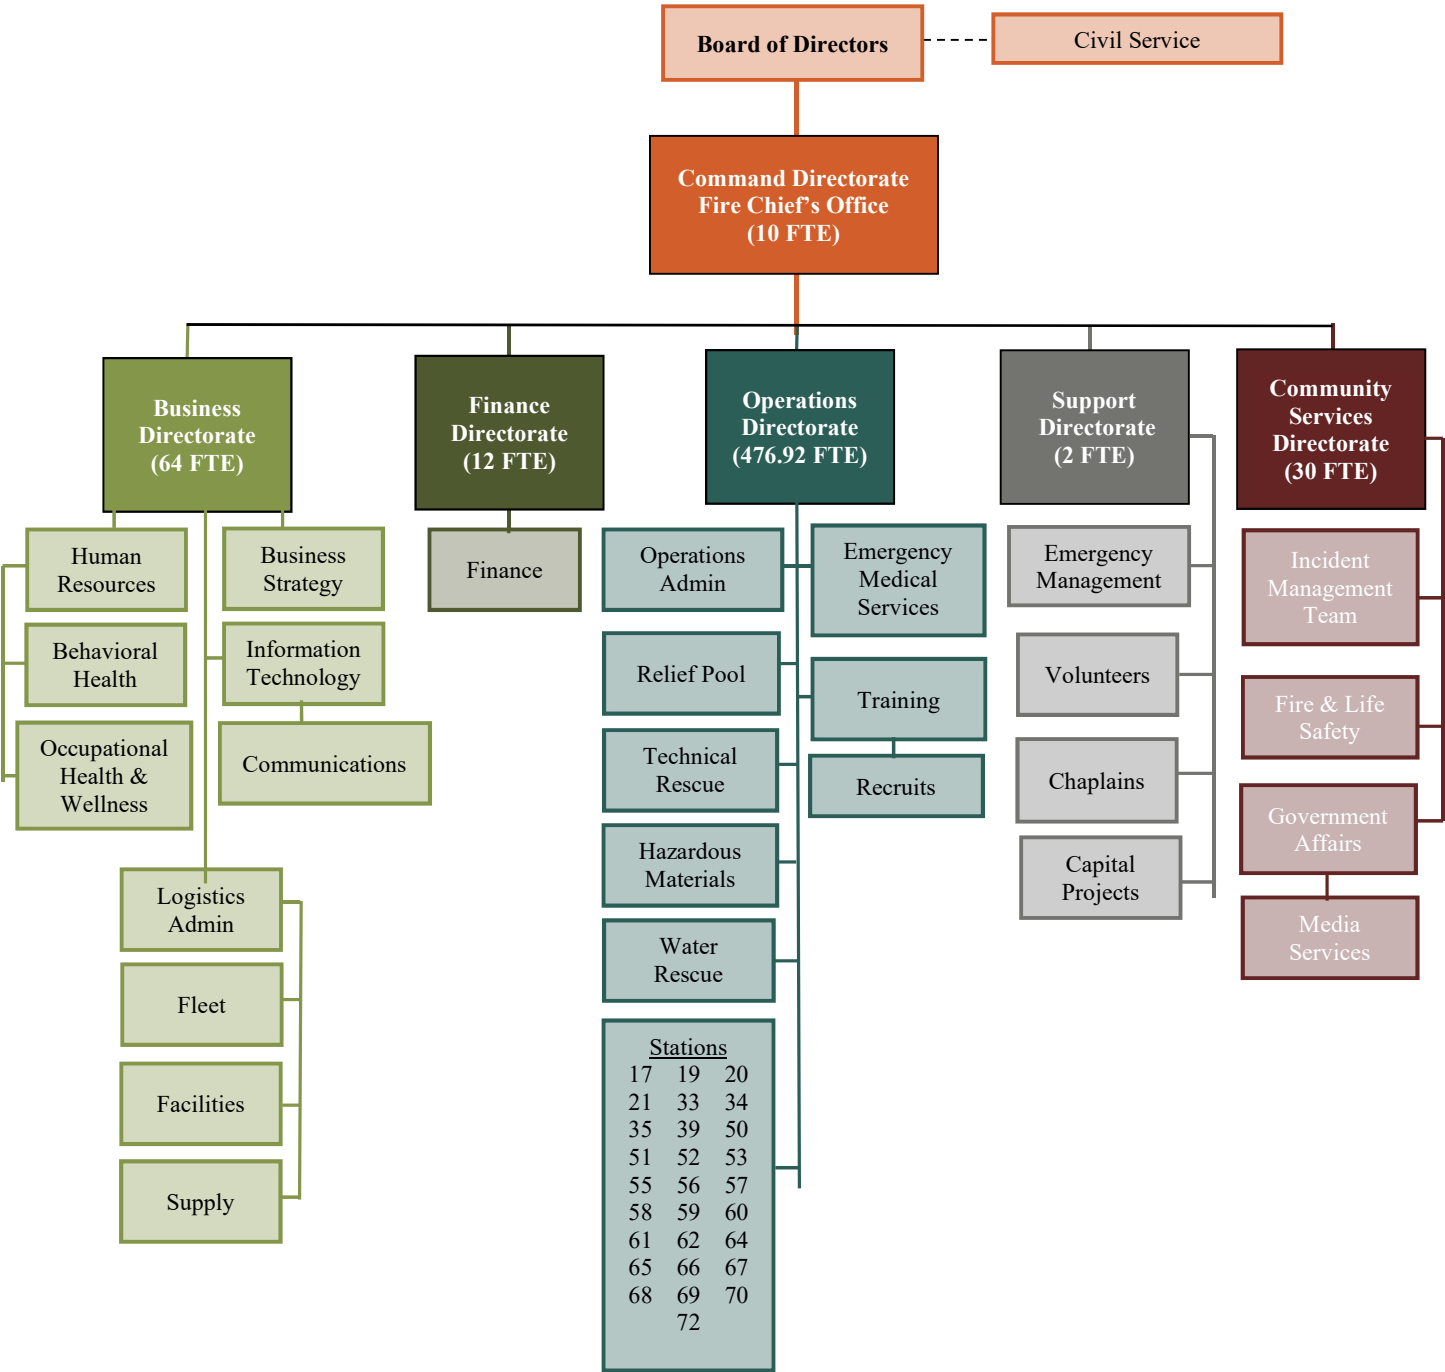 Board of Directors
Civil Service
Command Directorate
Fire Chief’s Office
(10 FTE)
Business
Directorate
(64 FTE)
Finance
Directorate
(12 FTE)
Operations
Directorate
(476.92 FTE)
Support
Directorate
(2 FTE)
Community
Services
Directorate
(30 FTE)
Human
Resources
Business
Strategy
Behavioral
Health
Information
Technology
Occupational
Health &
Wellness
Communications
Logistics
Admin
Fleet
Facilities
Supply
Finance
Operations
Admin
Emergency
Medical
Services
Relief Pool
Training
Technical
Rescue
Recruits
Hazardous
Materials
Water
Rescue
Stations
17 19 20
21 33 34
35 39 50
51 52 53
55 56 57
58 59 60
61 62 64
65 66 67
68 69 70
72
Emergency
Management
Volunteers
Chaplains
Capital
Projects
Incident
Management
Team
Fire & Life
Safety
Government
Affairs
Media
Services